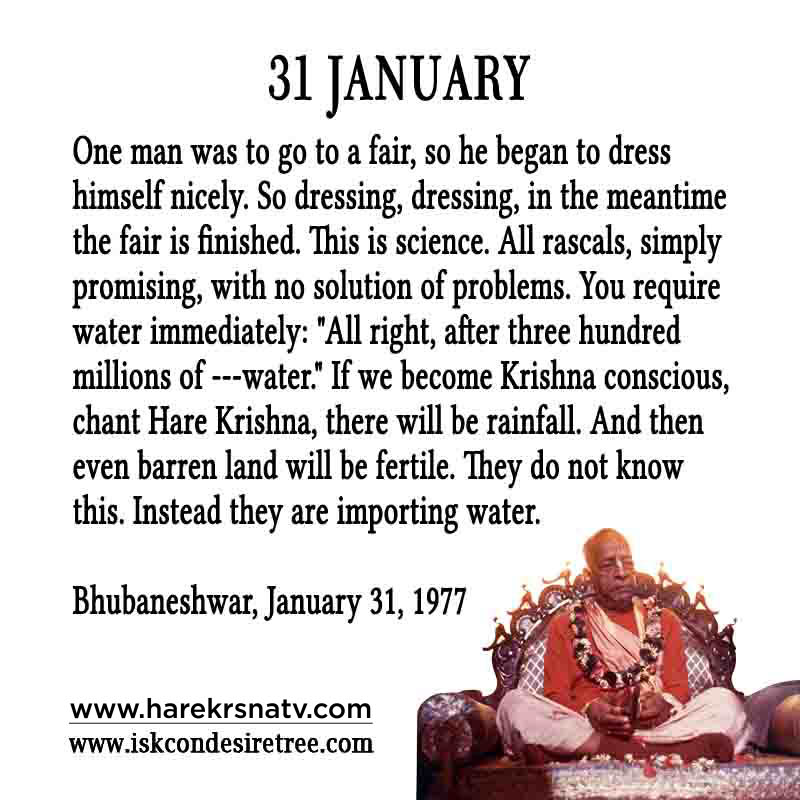 31 JANUARY
One man was to go to a fair, so he began to dress
himself nicely. So dressing, dressing, in the meantime
the fair is finished. This is science. All rascals, simply
promising, with no solution of problems. You require
water immediately: "All right, after three hundred
millions of ---water." If we become Krishna conscious,
chant Hare Krishna, there will be rainfall. And then
even barren land will be fertile. They do not know
this. Instead they are importing water.
Bhubaneshwar, January 31, 1977
www.harekrsnatv.com
www.iskcondesiretree.com